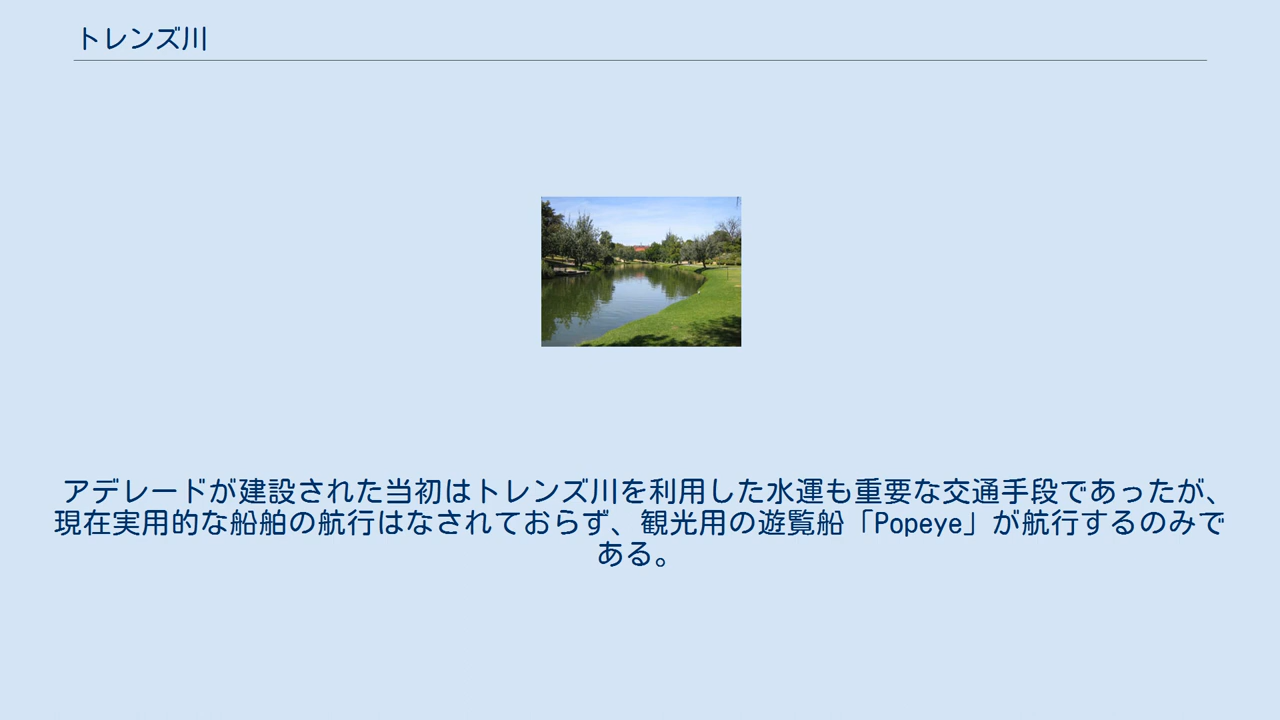 トレンズ川
アデレードが建設された当初はトレンズ川を利用した水運も重要な交通手段であったが、
現在実用的な船舶の航行はなされておらず、観光用の遊覧船「Popeye」が航行するのみで
ある。